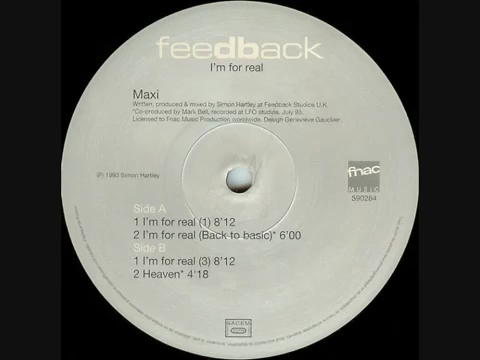 feedback
I'm for real
Maxi
Written, produced & mixed by Simon Hartley at Feedback Studios U.K.
*Co-produced by Mark Bell, recorded at LFO studios. July 93.
Licensed to Fnac Music Production worldwide. Design Genevieve Gauckler.
(P) 1993 Simon Hartley
fnac
MUSIC
590284
Side A
1 I'm for real (1) 8'12
2 I'm for real (Back to basic)* 6'00
Side B
1 I'm for real (3) 8'12
2 Heaven* 4'18
SACEM